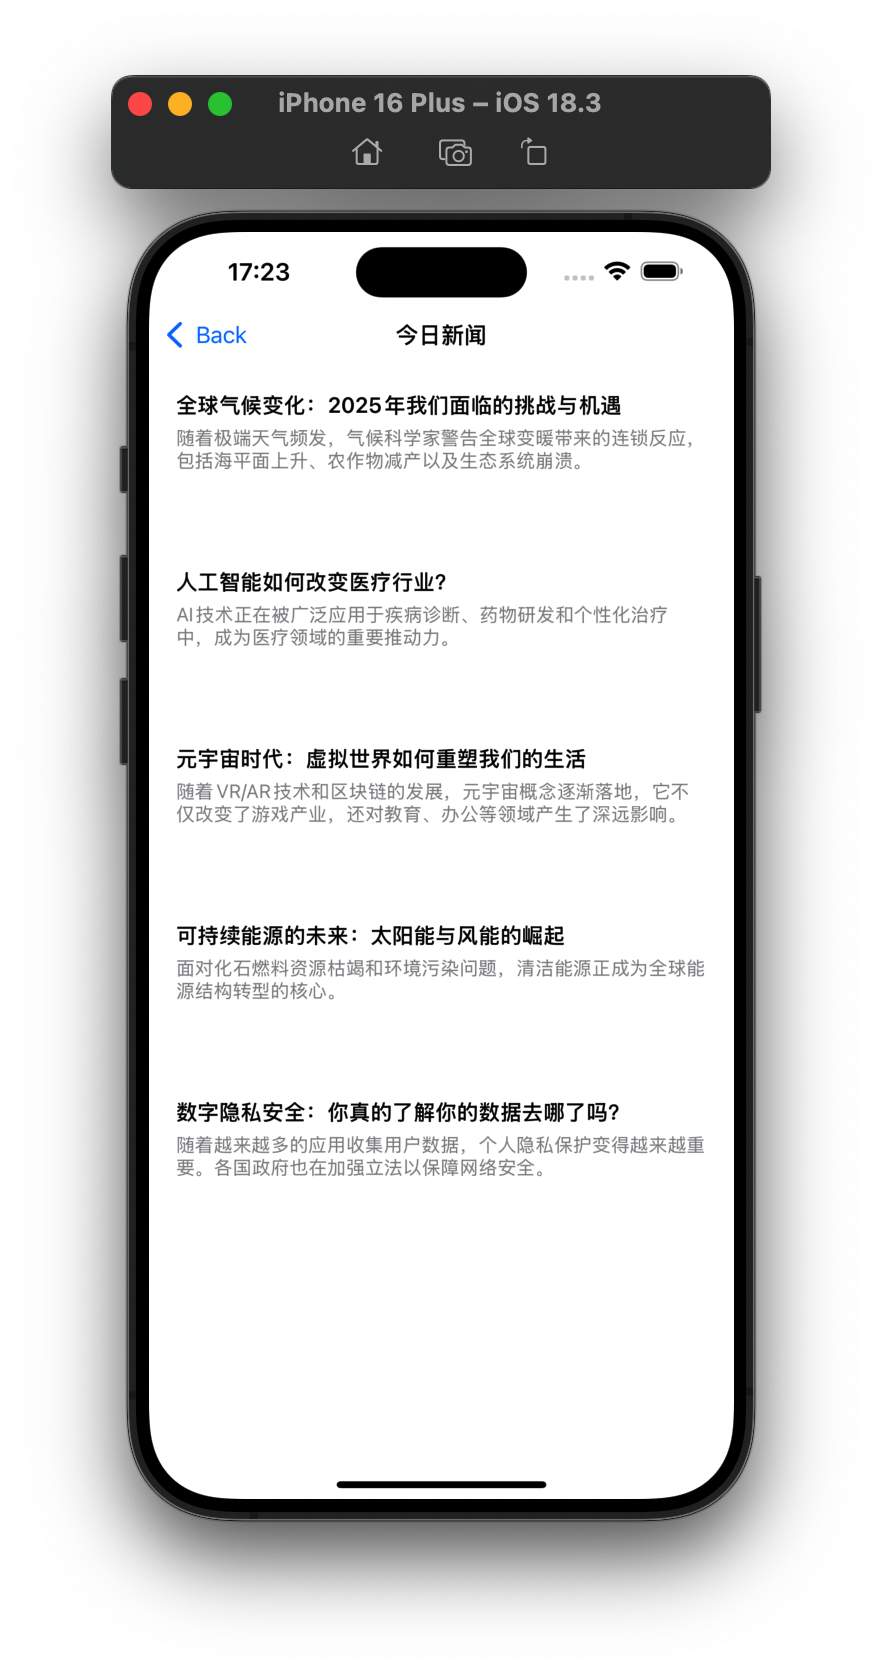 iPhone 16 Plus – iOS 18.3
17:23
Back
今日新闻
全球气候变化：2025年我们面临的挑战与机遇
随着极端天气频发，气候科学家警告全球变暖带来的连锁反应，
包括海平面上升、农作物减产以及生态系统崩溃。
人工智能如何改变医疗行业？
AI技术正在被广泛应用于疾病诊断、药物研发和个性化治疗
中，成为医疗领域的重要推动力。
元宇宙时代：虚拟世界如何重塑我们的生活
随着VR/AR技术和区块链的发展，元宇宙概念逐渐落地，它不
仅改变了游戏产业，还对教育、办公等领域产生了深远影响。
可持续能源的未来：太阳能与风能的崛起
面对化石燃料资源枯竭和环境污染问题，清洁能源正成为全球能
源结构转型的核心。
数字隐私安全：你真的了解你的数据去哪了吗？
随着越来越多的应用收集用户数据，个人隐私保护变得越来越重
要。各国政府也在加强立法以保障网络安全。